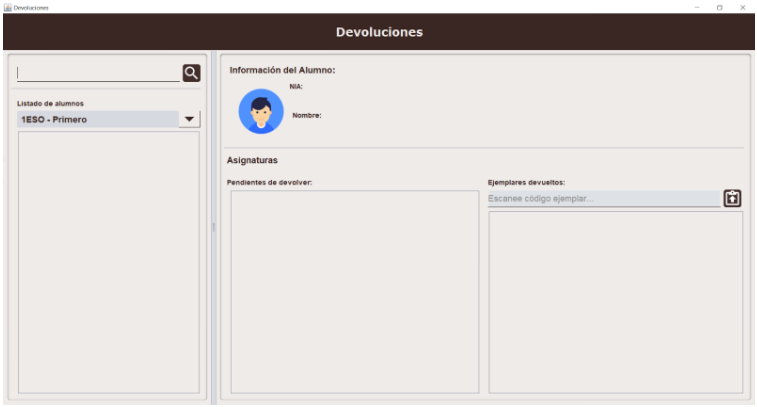 Devoluciones
Devoluciones
Listado de alumnos
1ESO - Primero
Información del Alumno:
NIA:
Nombre:
Asignaturas
Pendientes de devolver:
Ejemplares devueltos:
Escanee código ejemplar...